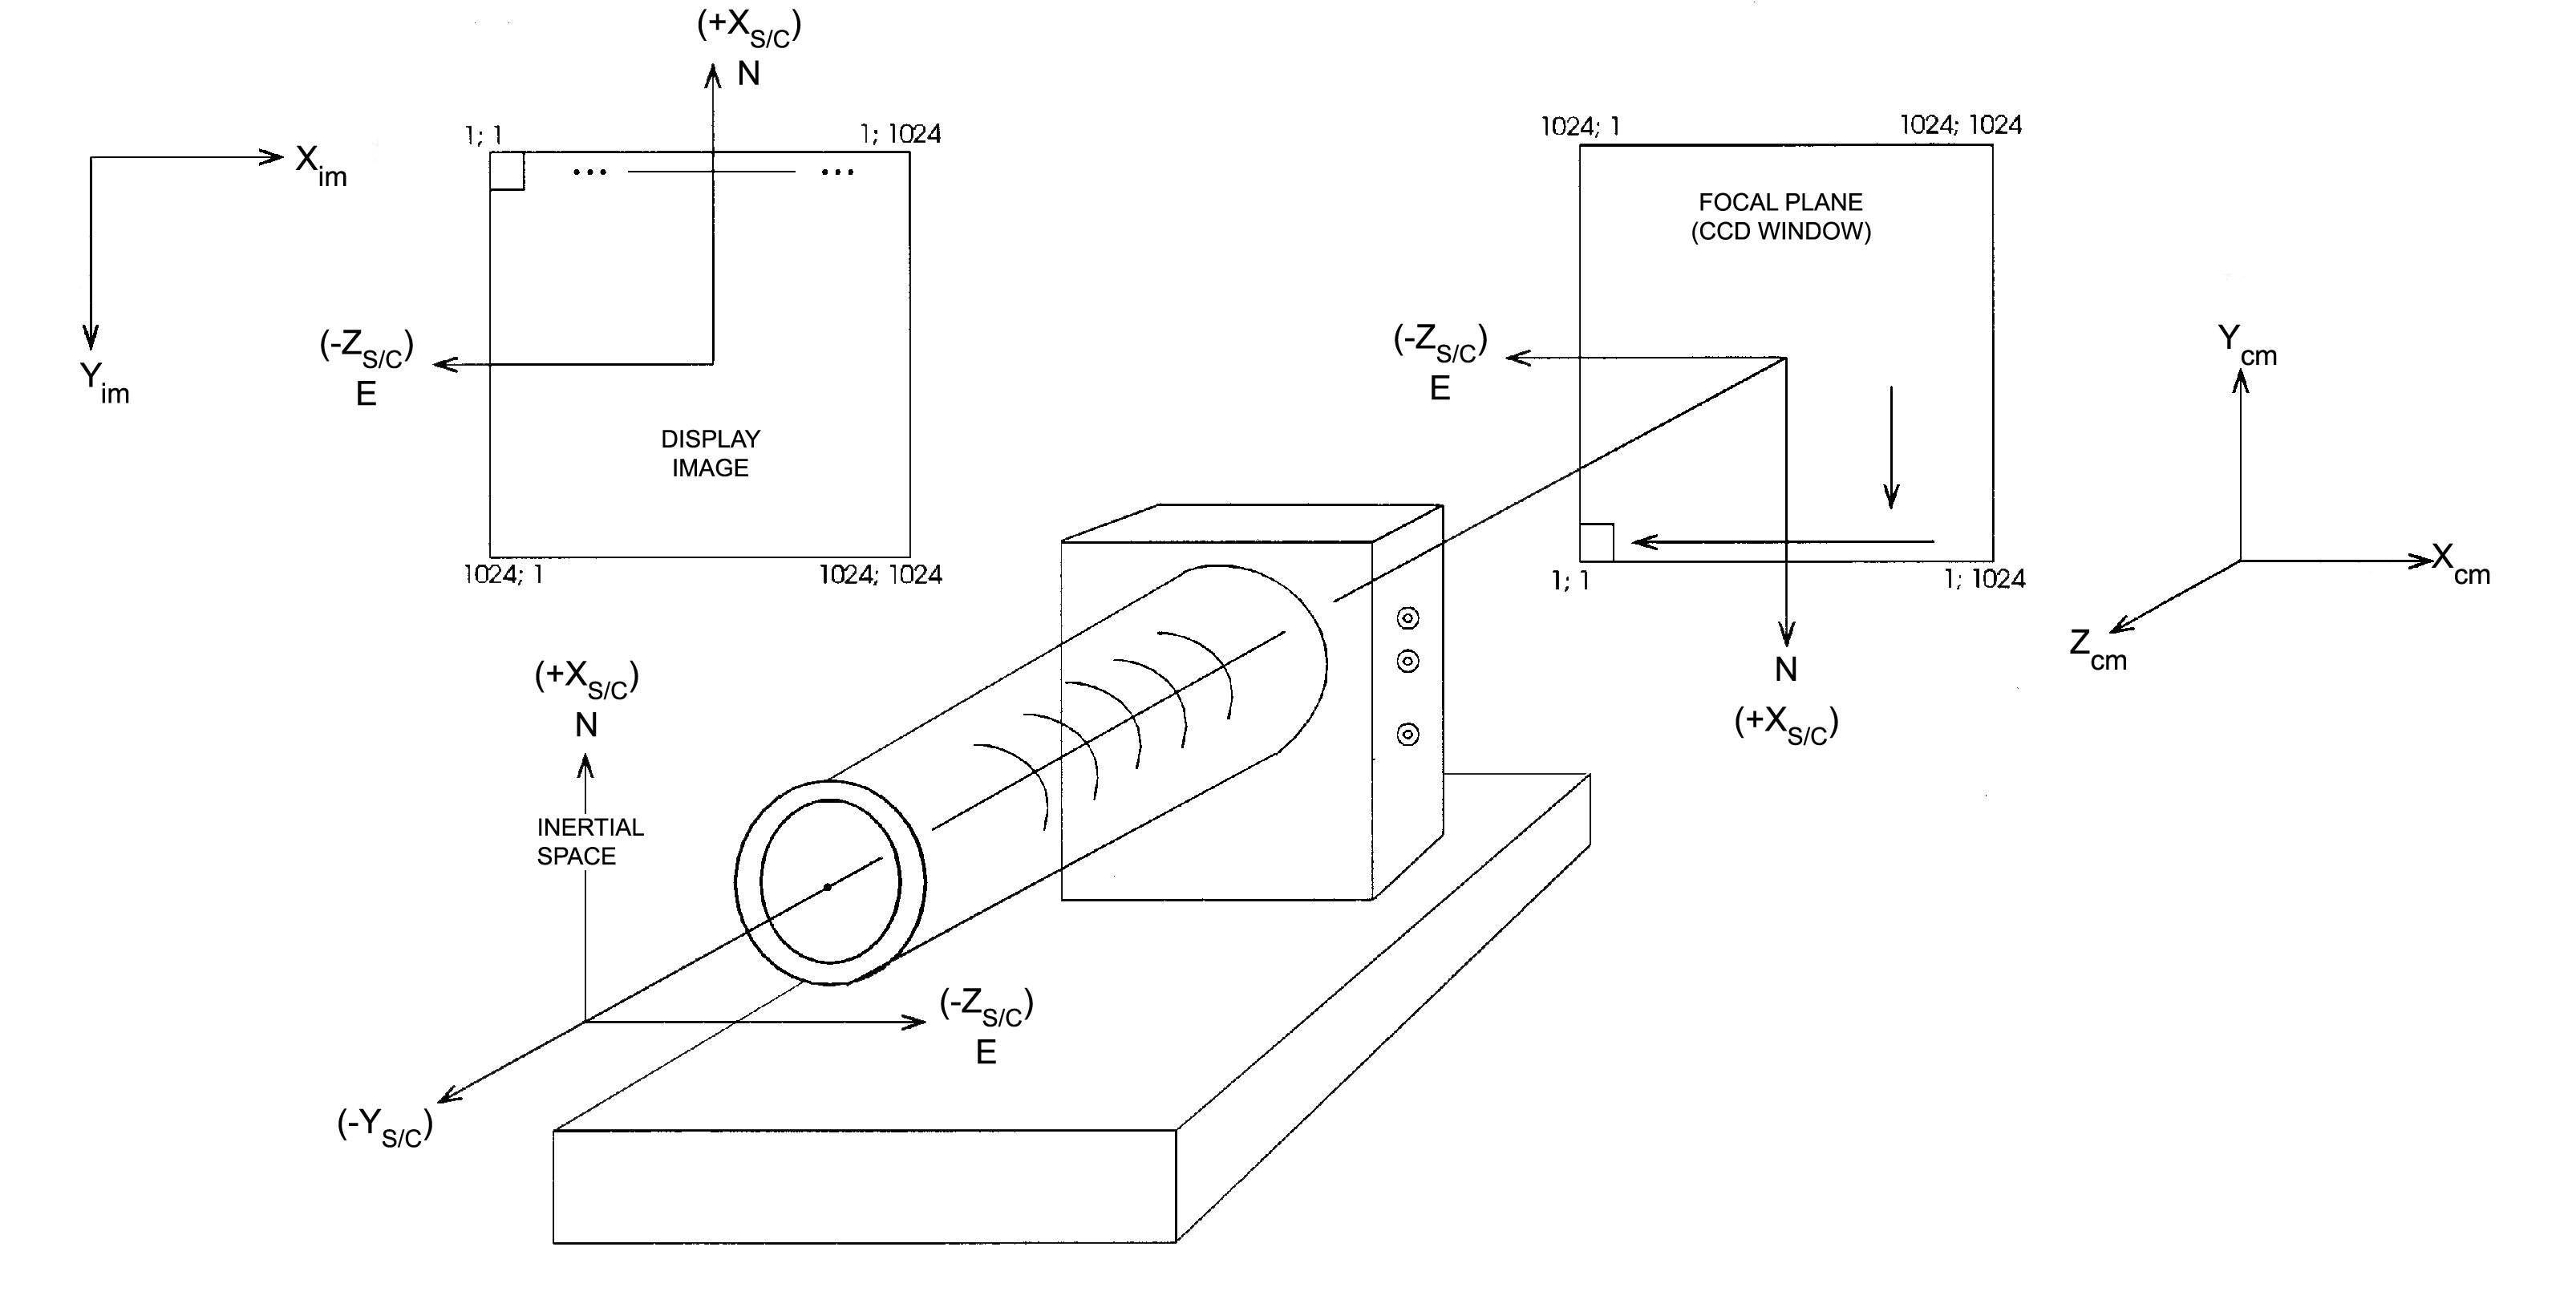 (+X_S/C)
N
1; 1
1; 1024
X_im
Y_im
(-Z_S/C)
E
DISPLAY
IMAGE
1024; 1
1024; 1024
1024; 1
1024; 1024
FOCAL PLANE
(CCD WINDOW)
(-Z_S/C)
E
1; 1
1; 1024
N
(+X_S/C)
Y_cm
X_cm
Z_cm
(+X_S/C)
N
INERTIAL
SPACE
(-Z_S/C)
E
(-Y_S/C)